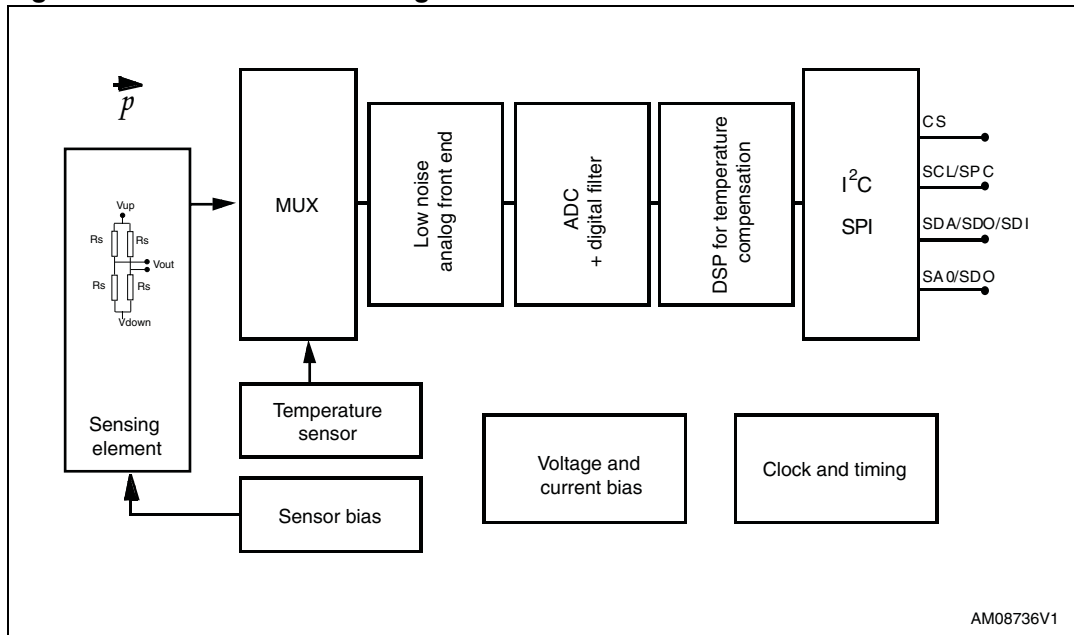 p
Vup
Rs
Rs
Vout
Rs
Rs
Vdown
Sensing
element
MUX
Low noise
analog front end
ADC
+ digital filter
DSP for temperature
compensation
I²C
SPI
CS
SCL/SPC
SDA/SDO/SDI
SA0/SDO
Temperature
sensor
Sensor bias
Voltage and
current bias
Clock and timing
AM08736V1